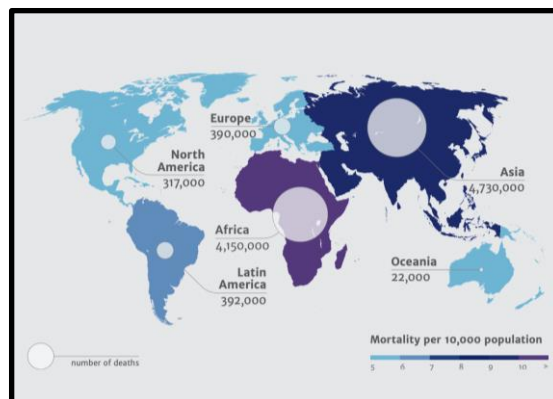 Europe
390,000
North
America
317,000
Asia
4,730,000
Africa
4,150,000
Oceania
22,000
Latin
America
392,000
Mortality per 10,000 population
number of deaths
5 6 7 8 9 10 >